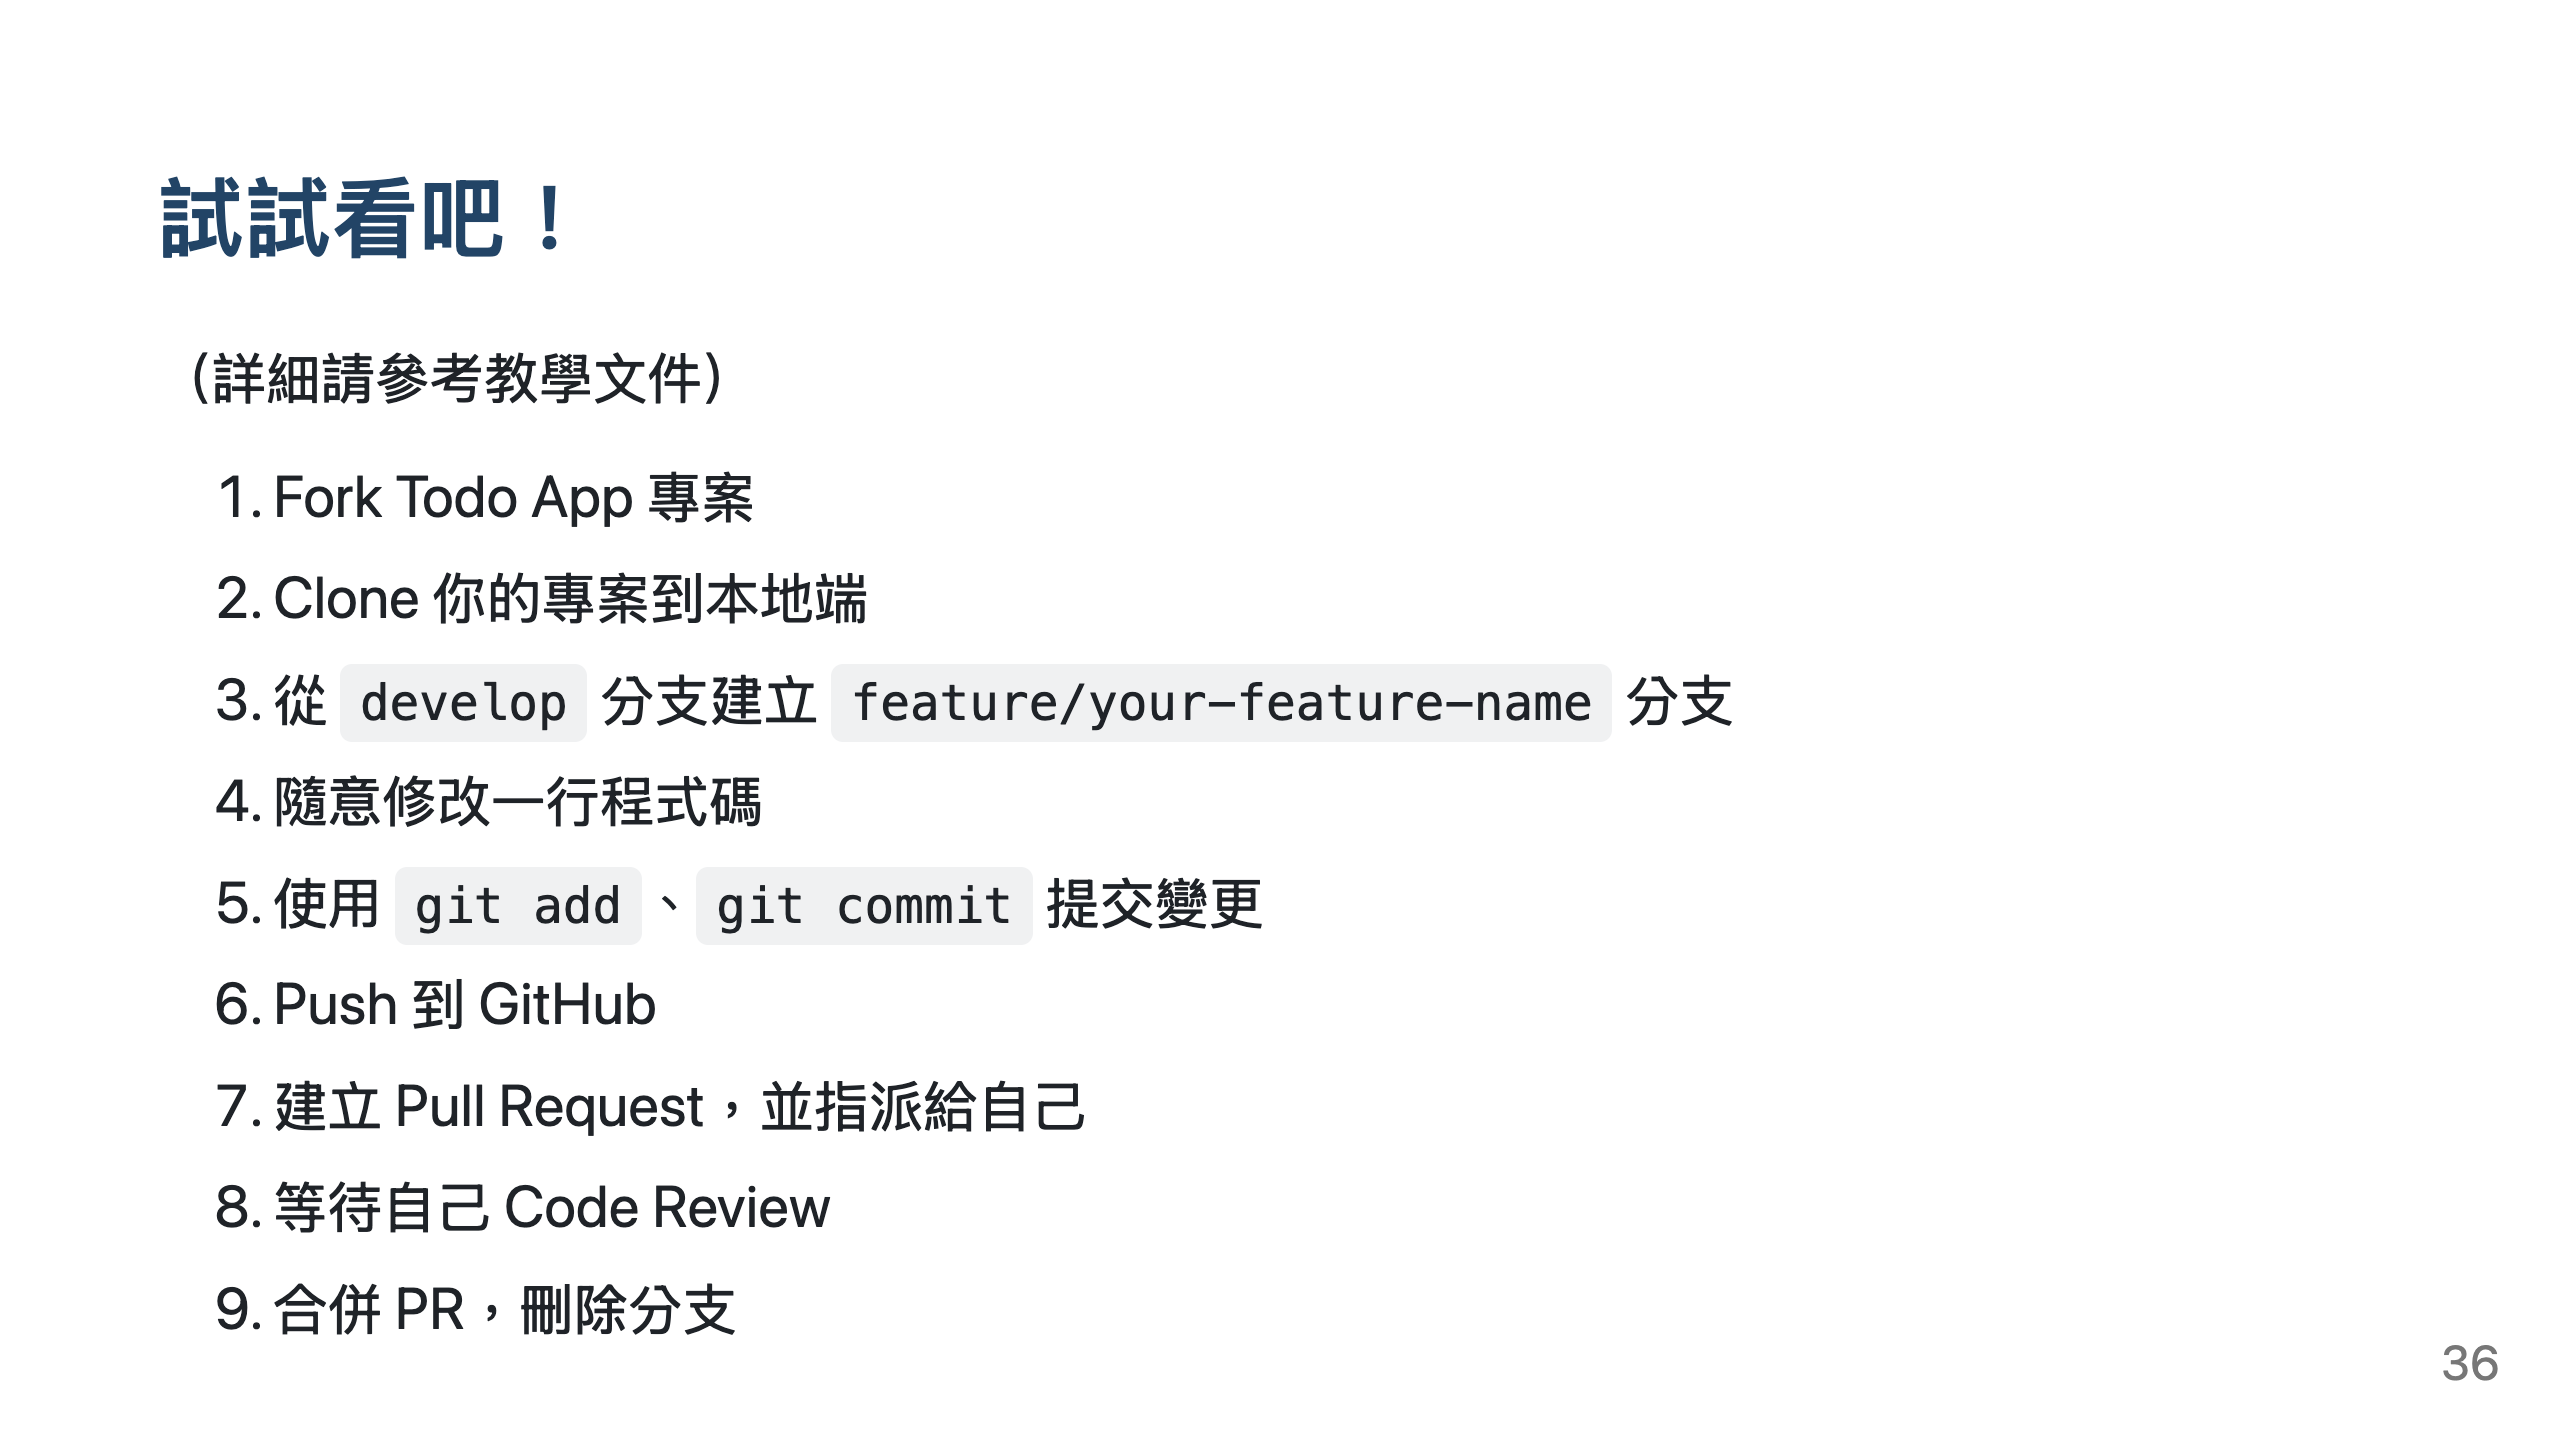 試試看吧！
（詳細請參考教學文件）
1. Fork Todo App 專案
2. Clone 你的專案到本地端
3. 從 develop 分支建立 feature/your-feature-name 分支
4. 隨意修改一行程式碼
5. 使用 git add 、 git commit 提交變更
6. Push 到 GitHub
7. 建立 Pull Request，並指派給自己
8. 等待自己 Code Review
9. 合併 PR，刪除分支
36